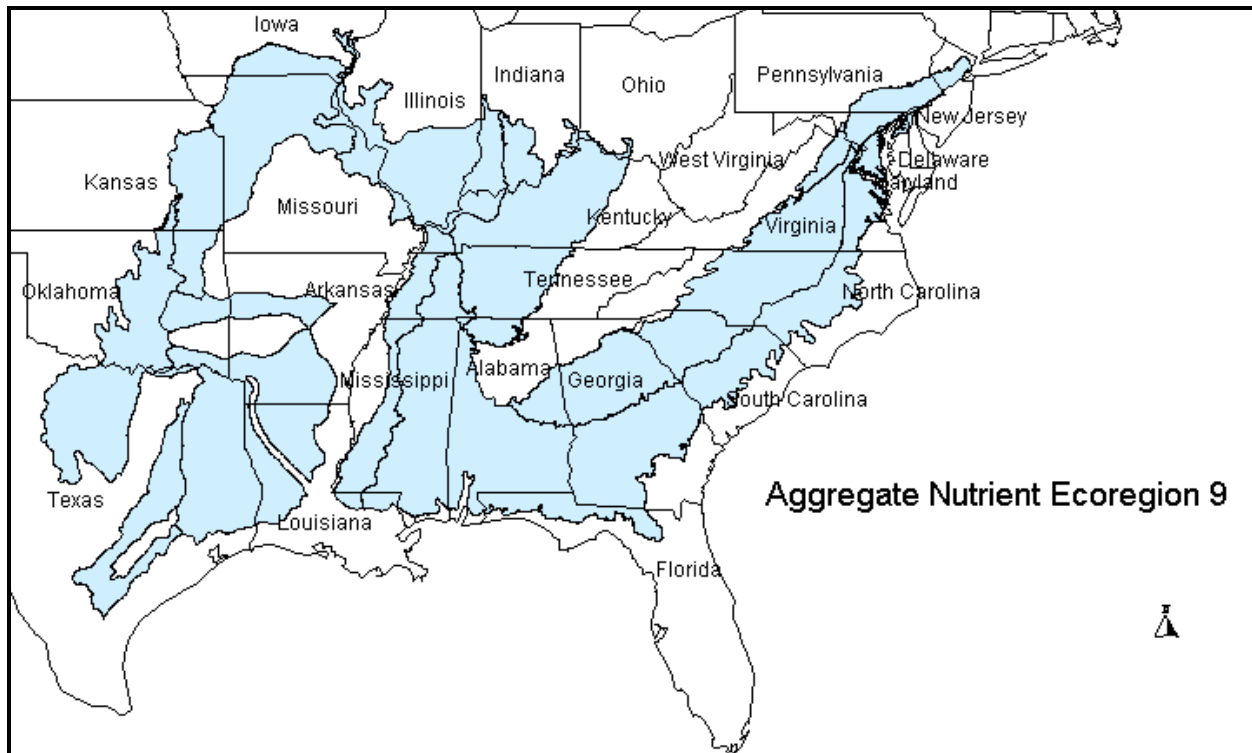 Iowa
Indiana
Ohio
Pennsylvania
Illinois
New Jersey
West Virginia
Delaware
Maryland
Kansas
Missouri
Kentucky
Virginia
Oklahoma
Arkansas
Tennessee
North Carolina
Mississippi
Alabama
Georgia
South Carolina
Texas
Louisiana
Aggregate Nutrient Ecoregion 9
Florida